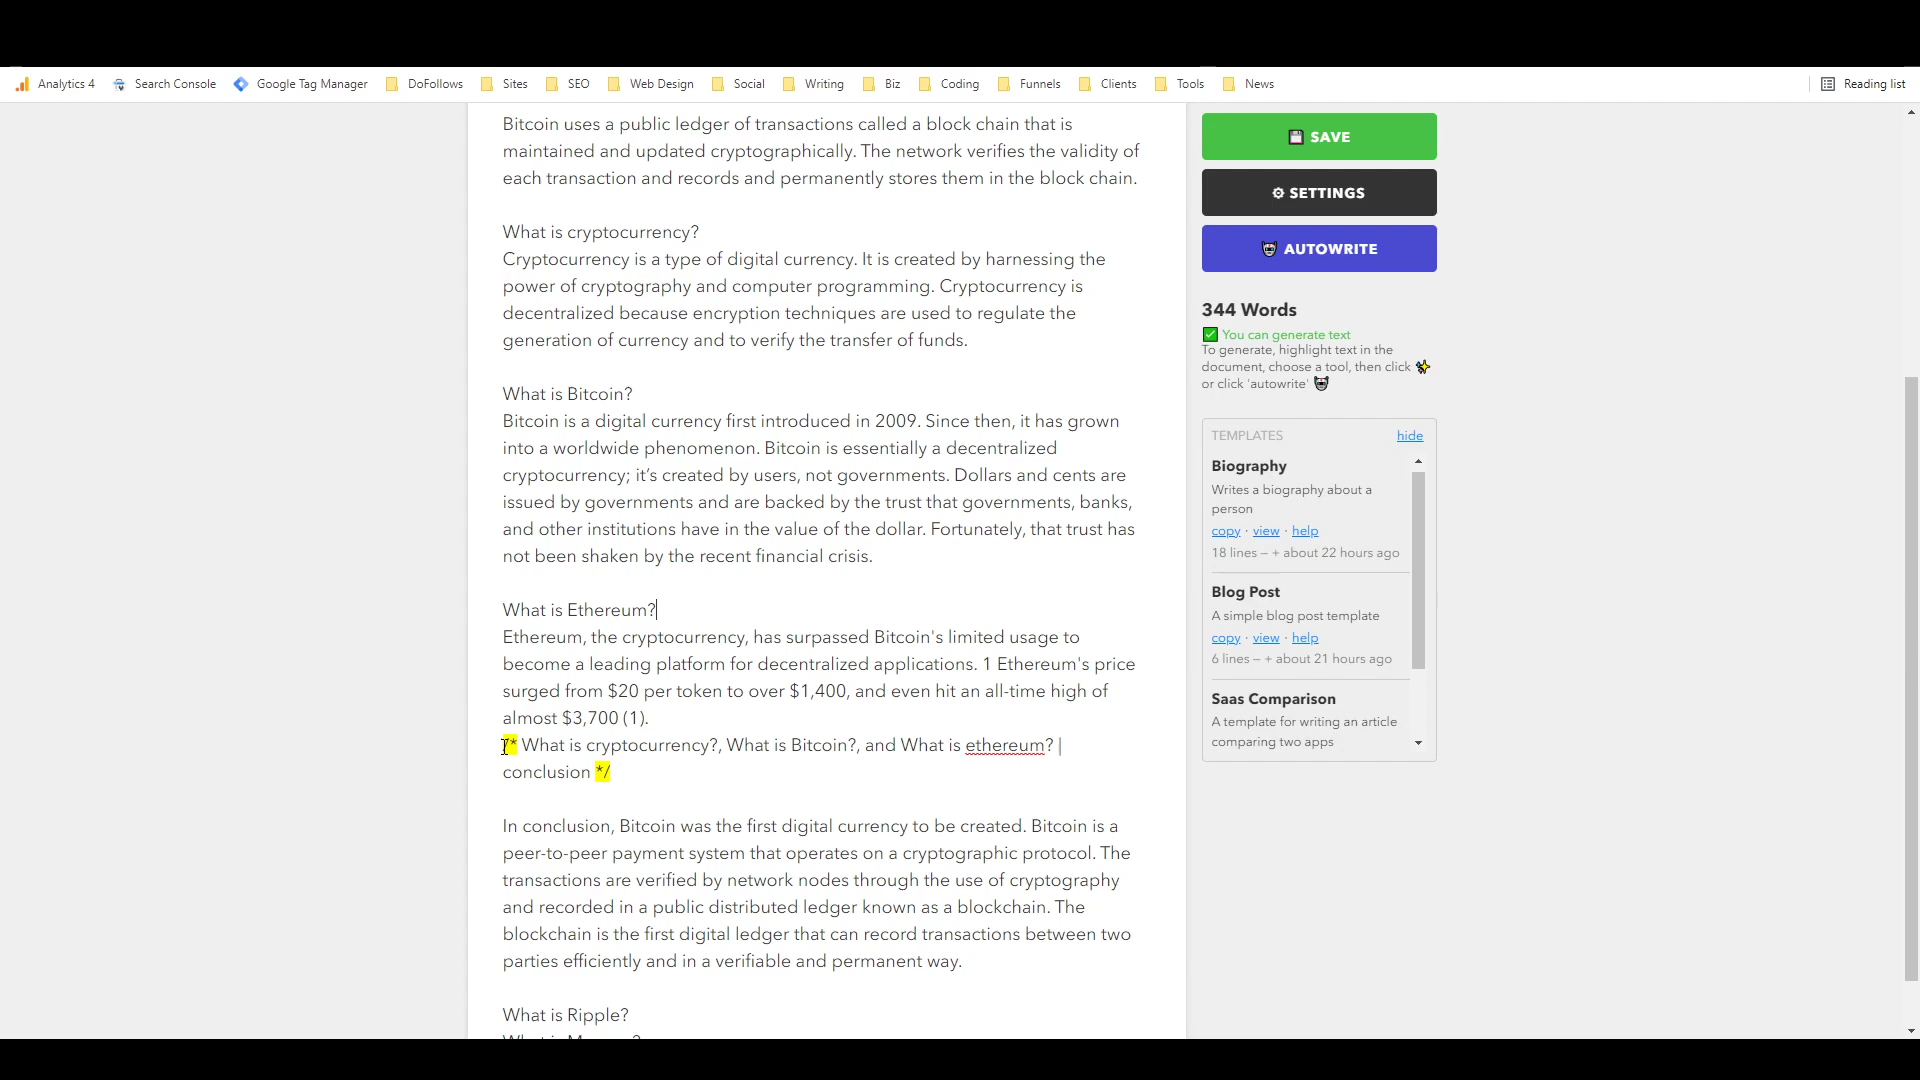 Analytics 4 Search Console Google Tag Manager DoFollows Sites SEO Web Design Social Writing Biz Coding Funnels Clients Tools News Reading list
Bitcoin uses a public ledger of transactions called a block chain that is
maintained and updated cryptographically. The network verifies the validity of
each transaction and records and permanently stores them in the block chain.
What is cryptocurrency?
Cryptocurrency is a type of digital currency. It is created by harnessing the
power of cryptography and computer programming. Cryptocurrency is
decentralized because encryption techniques are used to regulate the
generation of currency and to verify the transfer of funds.
What is Bitcoin?
Bitcoin is a digital currency first introduced in 2009. Since then, it has grown
into a worldwide phenomenon. Bitcoin is essentially a decentralized
cryptocurrency; it’s created by users, not governments. Dollars and cents are
issued by governments and are backed by the trust that governments, banks,
and other institutions have in the value of the dollar. Fortunately, that trust has
not been shaken by the recent financial crisis.
What is Ethereum?
Ethereum, the cryptocurrency, has surpassed Bitcoin's limited usage to
become a leading platform for decentralized applications. 1 Ethereum's price
surged from $20 per token to over $1,400, and even hit an all-time high of
almost $3,700 (1).
/* What is cryptocurrency?, What is Bitcoin?, and What is ethereum? |
conclusion */
In conclusion, Bitcoin was the first digital currency to be created. Bitcoin is a
peer-to-peer payment system that operates on a cryptographic protocol. The
transactions are verified by network nodes through the use of cryptography
and recorded in a public distributed ledger known as a blockchain. The
blockchain is the first digital ledger that can record transactions between two
parties efficiently and in a verifiable and permanent way.
What is Ripple?
SAVE
SETTINGS
AUTOWRITE
344 Words
You can generate text
To generate, highlight text in the
document, choose a tool, then click
or click 'autowrite'
TEMPLATES hide
Biography
Writes a biography about a
person
copy · view · help
18 lines – + about 22 hours ago
Blog Post
A simple blog post template
copy · view · help
6 lines – + about 21 hours ago
Saas Comparison
A template for writing an article
comparing two apps